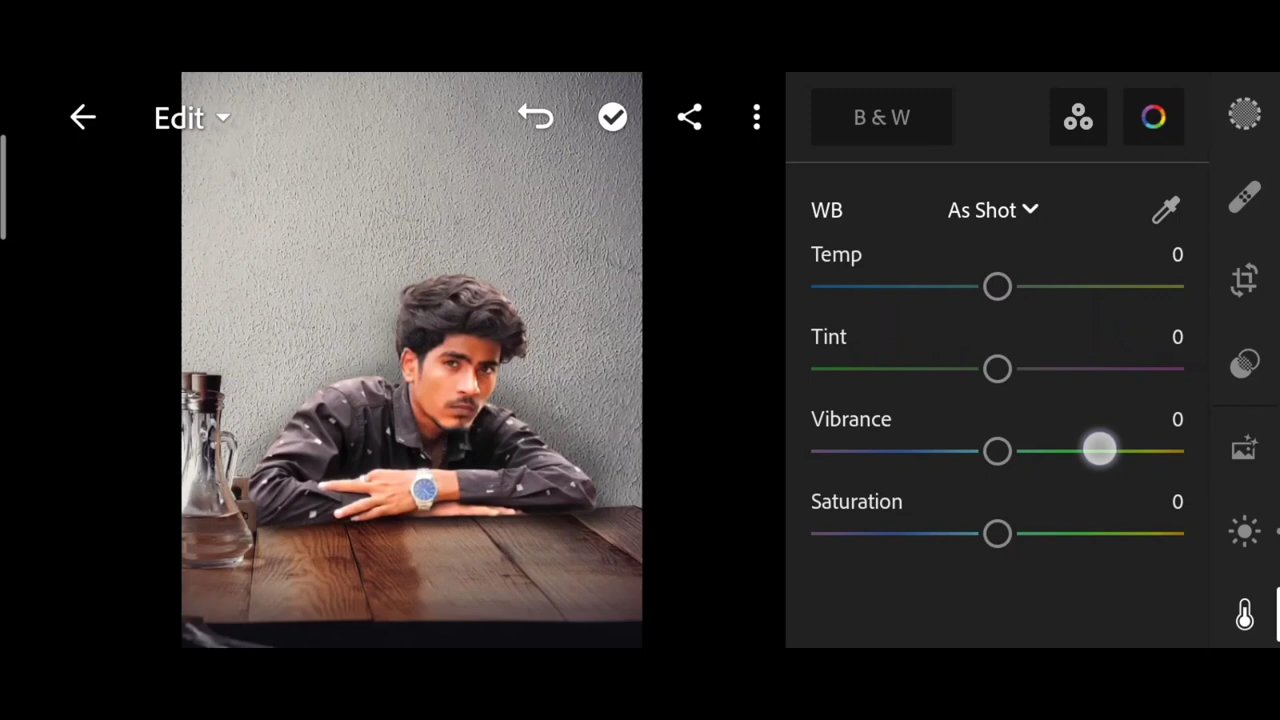 Edit
B & W
WB As Shot
Temp 0
Tint 0
Vibrance 0
Saturation 0